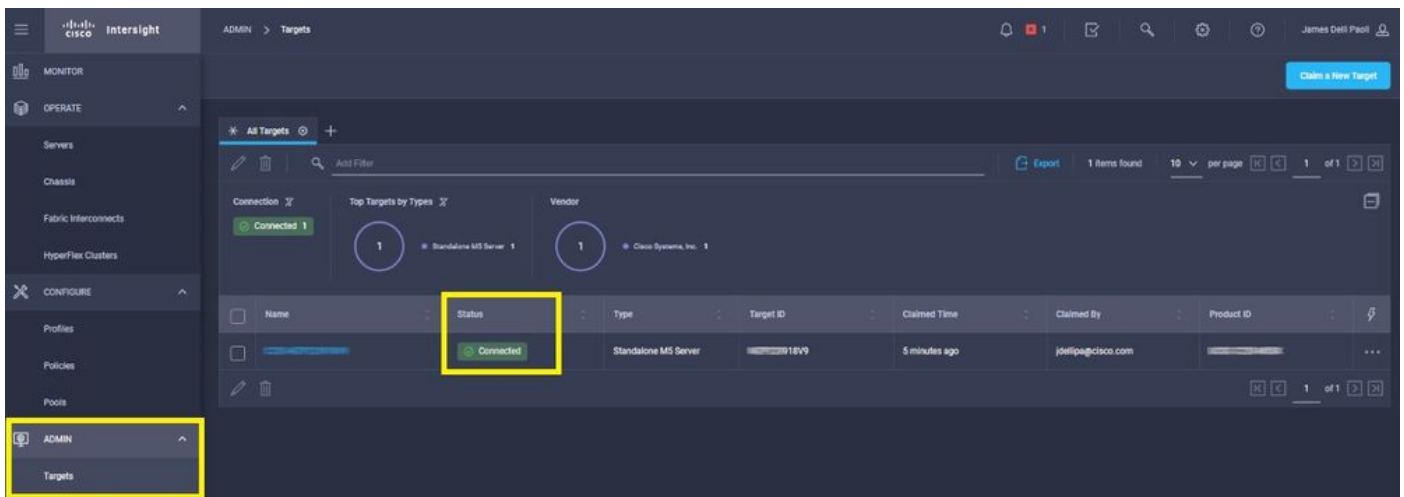 cisco Intersight
ADMIN > Targets
1
James Delli Paoli
MONITOR
Claim a New Target
OPERATE
Servers
Chassis
Fabric Interconnects
HyperFlex Clusters
CONFIGURE
Profiles
Policies
Pools
ADMIN
Targets
All Targets
Add Filter
Export
1 items found
10 per page
1 of 1
Connection
Connected 1
Top Targets by Types
1
Standalone M5 Server 1
Vendor
1
Cisco Systems, Inc. 1
Name Status Type Target ID Claimed Time Claimed By Product ID
Connected Standalone M5 Server 918V9 5 minutes ago jdellipa@cisco.com
1 of 1